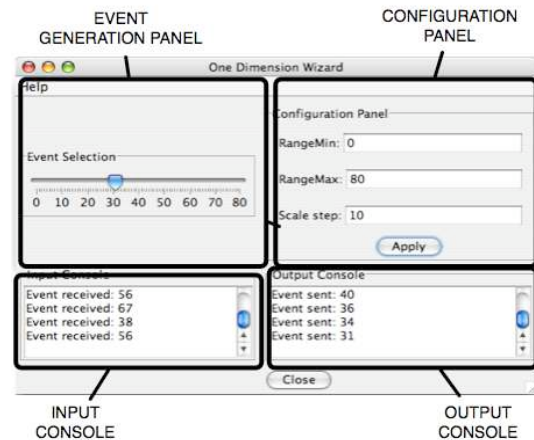 EVENT
GENERATION PANEL
CONFIGURATION
PANEL
One Dimension Wizard
Help
Event Selection
0 10 20 30 40 50 60 70 80
Configuration Panel
RangeMin: 0
RangeMax: 80
Scale step: 10
Apply
Input Console
Event received: 56
Event received: 67
Event received: 38
Event received: 56
Output Console
Event sent: 40
Event sent: 36
Event sent: 34
Event sent: 31
Close
INPUT
CONSOLE
OUTPUT
CONSOLE